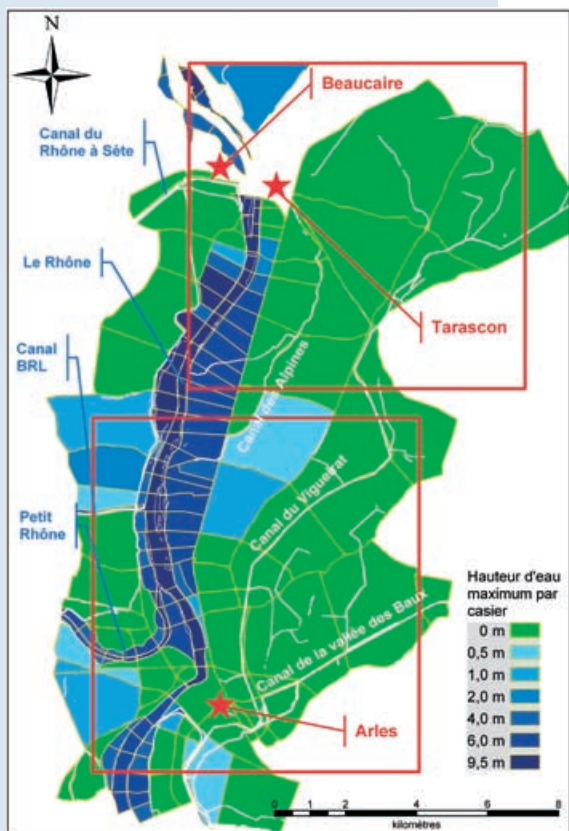 N
Beaucaire
Canal du
Rhône à Sète
Le Rhône
Tarascon
Canal
BRL
Canal des Alpines
Canal du Vigueirat
Petit
Rhône
Canal de la vallée des Baux
Arles
Hauteur d'eau
maximum par
casier
0 m
0,5 m
1,0 m
2,0 m
4,0 m
6,0 m
9,5 m
0 1 2 4 6 8
kilomètres